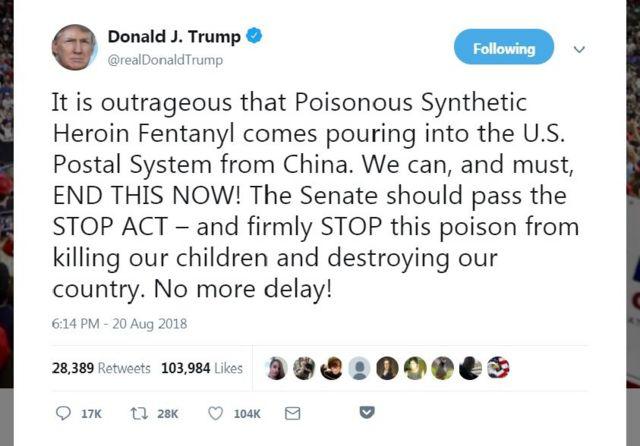 Donald J. Trump
Following
@realDonaldTrump
It is outrageous that Poisonous Synthetic
Heroin Fentanyl comes pouring into the U.S.
Postal System from China. We can, and must,
END THIS NOW! The Senate should pass the
STOP ACT – and firmly STOP this poison from
killing our children and destroying our
country. No more delay!
6:14 PM - 20 Aug 2018
28,389 Retweets 103,984 Likes
17K 28K 104K